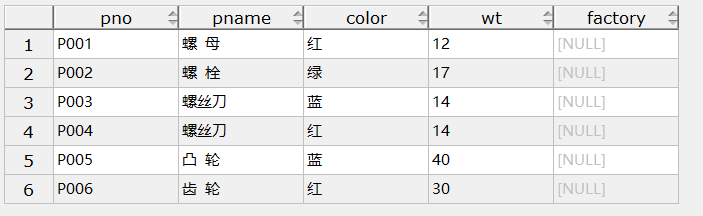 pno pname color wt factory
1 P001 螺 母 红 12 [NULL]
2 P002 螺 栓 绿 17 [NULL]
3 P003 螺丝刀 蓝 14 [NULL]
4 P004 螺丝刀 红 14 [NULL]
5 P005 凸 轮 蓝 40 [NULL]
6 P006 齿 轮 红 30 [NULL]